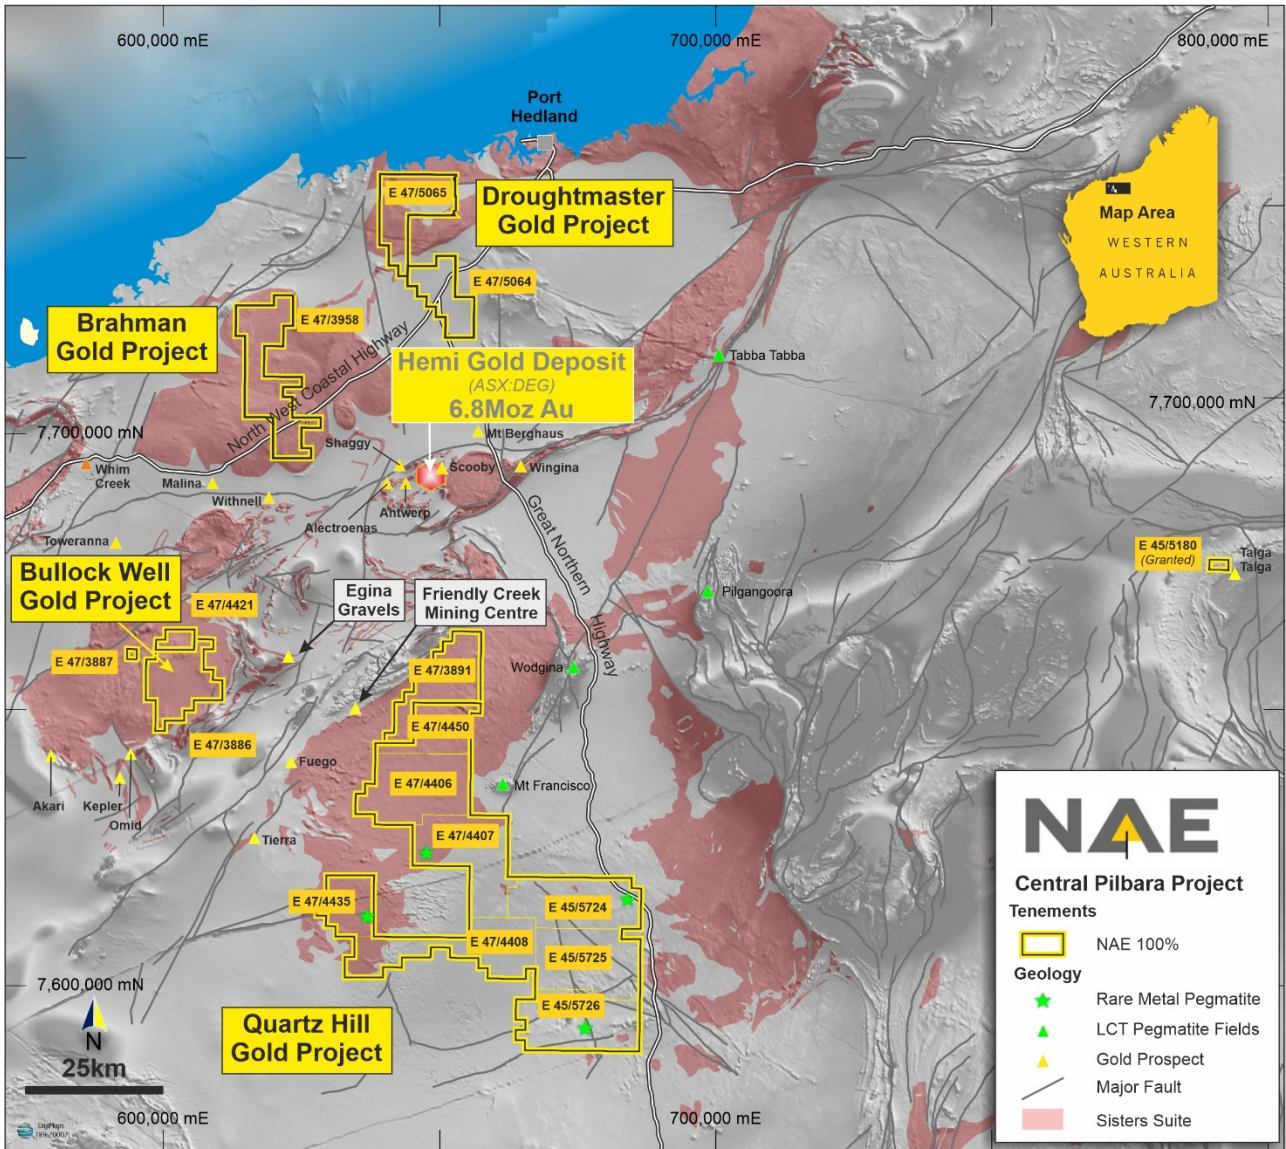 600,000 mE
700,000 mE
800,000 mE
Port
Hedland
E 47/5065
Droughtmaster
Gold Project
Map Area
WESTERN
AUSTRALIA
E 47/5064
Brahman
Gold Project
E 47/3958
North West Coastal Highway
Hemi Gold Deposit
(ASX:DEG)
6.8Moz Au
Tabba Tabba
7,700,000 mN
7,700,000 mN
Mt Berghaus
Shaggy
Scooby
Wingina
Whim
Creek
Malina
Withnell
Antwerp
Alectroenas
Great Northern
Highway
Toweranna
E 45/5180
(Granted)
Talga
Talga
Bullock Well
Gold Project
Egina
Gravels
Friendly Creek
Mining Centre
Pilgangoora
E 47/4421
E 47/3887
E 47/3891
Wodgina
E 47/4450
E 47/3886
Fuego
E 47/4406
Mt Francisco
Akari
Kepler
Omid
Tierra
E 47/4407
E 47/4435
E 45/5724
E 47/4408
E 45/5725
E 45/5726
7,600,000 mN
N
25km
Quartz Hill
Gold Project
600,000 mE
700,000 mE
DigiMaps
NAE2000Z
NAE
Central Pilbara Project
Tenements
NAE 100%
Geology
Rare Metal Pegmatite
LCT Pegmatite Fields
Gold Prospect
Major Fault
Sisters Suite